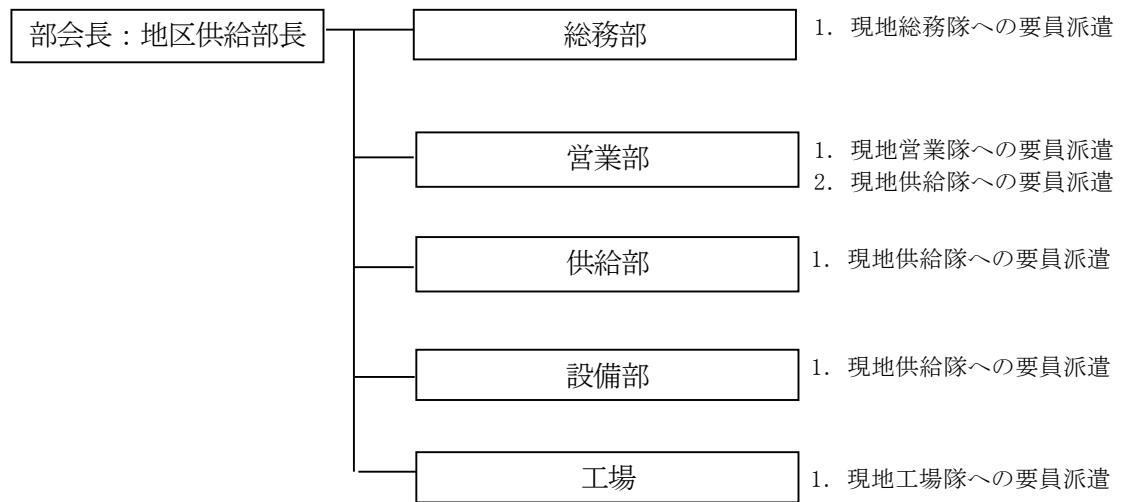 部会長：地区供給部長
総務部
1. 現地総務隊への要員派遣
営業部
1. 現地営業隊への要員派遣
2. 現地供給隊への要員派遣
供給部
1. 現地供給隊への要員派遣
設備部
1. 現地供給隊への要員派遣
工場
1. 現地工場隊への要員派遣